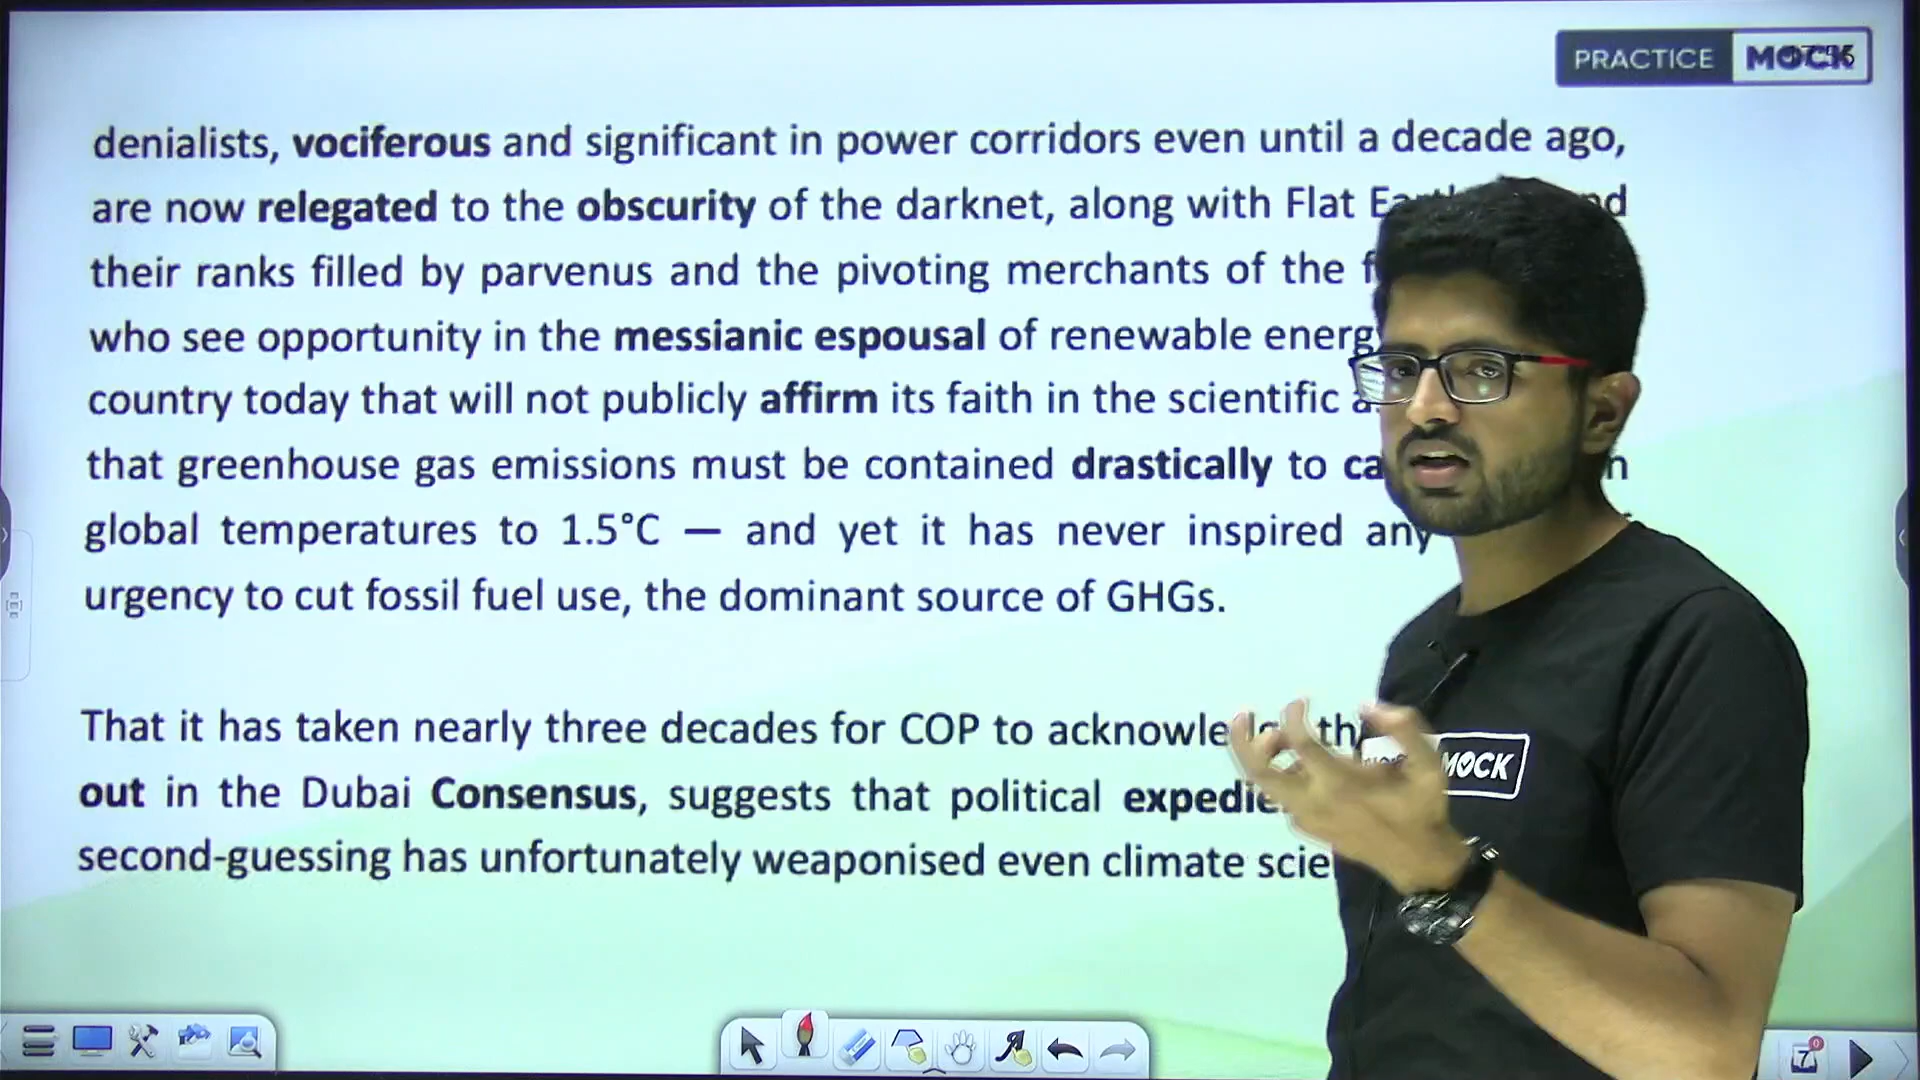 PRACTICE MOCK
denialists, vociferous and significant in power corridors even until a decade ago,
are now relegated to the obscurity of the darknet, along with Flat
their ranks filled by parvenus and the pivoting merchants of the
who see opportunity in the messianic espousal of renewable
country today that will not publicly affirm its faith in the scientific
that greenhouse gas emissions must be contained drastically to
global temperatures to 1.5°C — and yet it has never inspired any
urgency to cut fossil fuel use, the dominant source of GHGs.
That it has taken nearly three decades for COP to
MOCK
out in the Dubai Consensus, suggests that political
second-guessing has unfortunately weaponised even climate
7
0